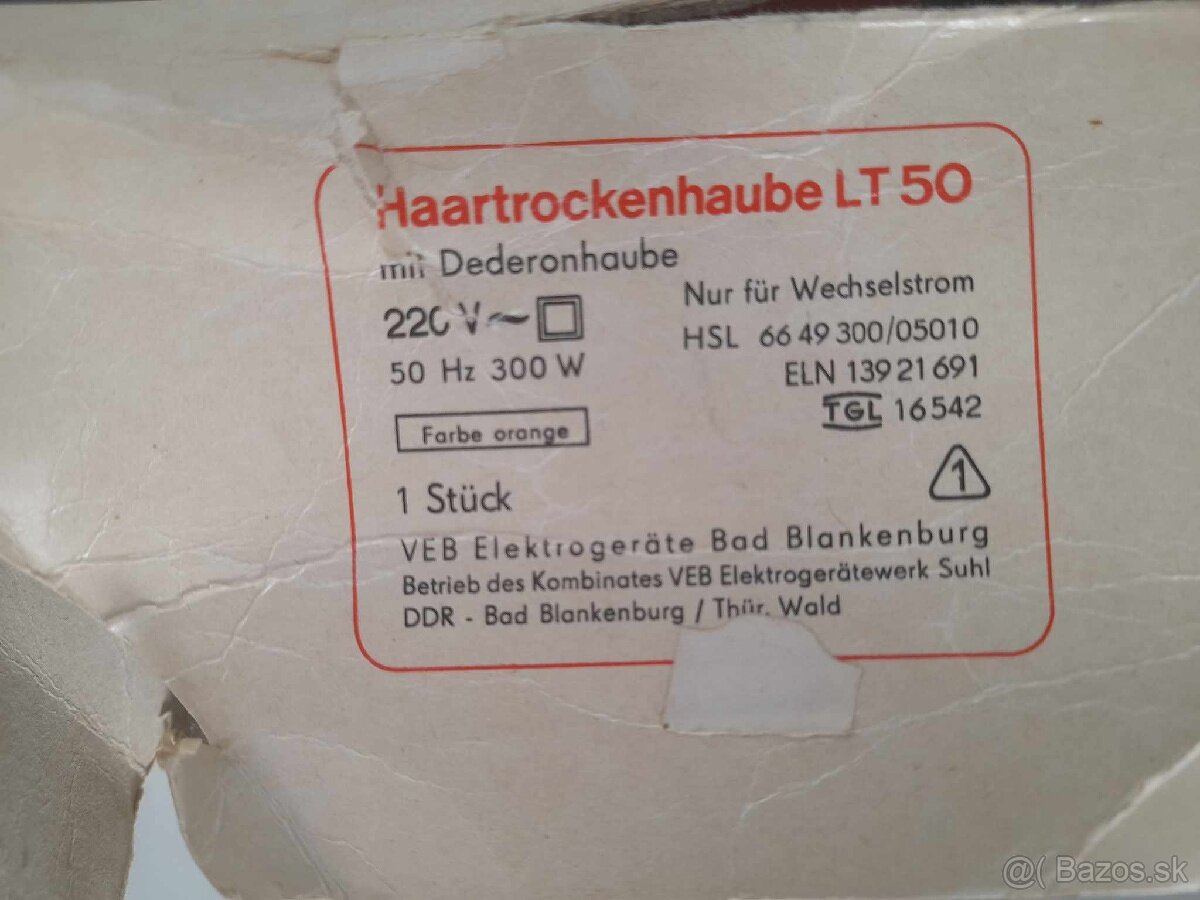 Haartrockenhaube LT 50
mit Dederonhaube
220 V ~
50 Hz 300 W
Farbe orange
1 Stück
Nur für Wechselstrom
HSL 66 49 300/05010
ELN 139 21 691
TGL 16 542
1
VEB Elektrogeräte Bad Blankenburg
Betrieb des Kombinates VEB Elektrogerätewerk Suhl
DDR - Bad Blankenburg / Thür. Wald
@( Bazos.sk